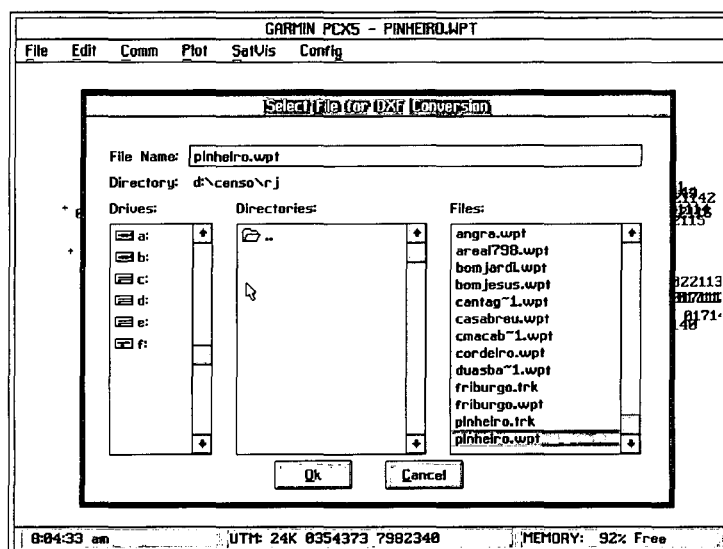 GARMIN PCX5 - PINHEIRO.WPT
File Edit Comm Plot SatVis Config
Select File for DXF Conversion
File Name: pinheiro.wpt
Directory: d:\censo\rj
Drives: Directories: Files:
a:
b:
c:
d:
e:
f:
..
angra.wpt
areal798.wpt
bomjardi.wpt
bomjesus.wpt
cantag~1.wpt
casabreu.wpt
cmacab~1.wpt
cordeiro.wpt
duasba~1.wpt
friburgo.trk
friburgo.wpt
pinheiro.trk
pinheiro.wpt
Ok Cancel
8:04:33 am UTM: 24K 0354373 7982340 MEMORY: 92% Free